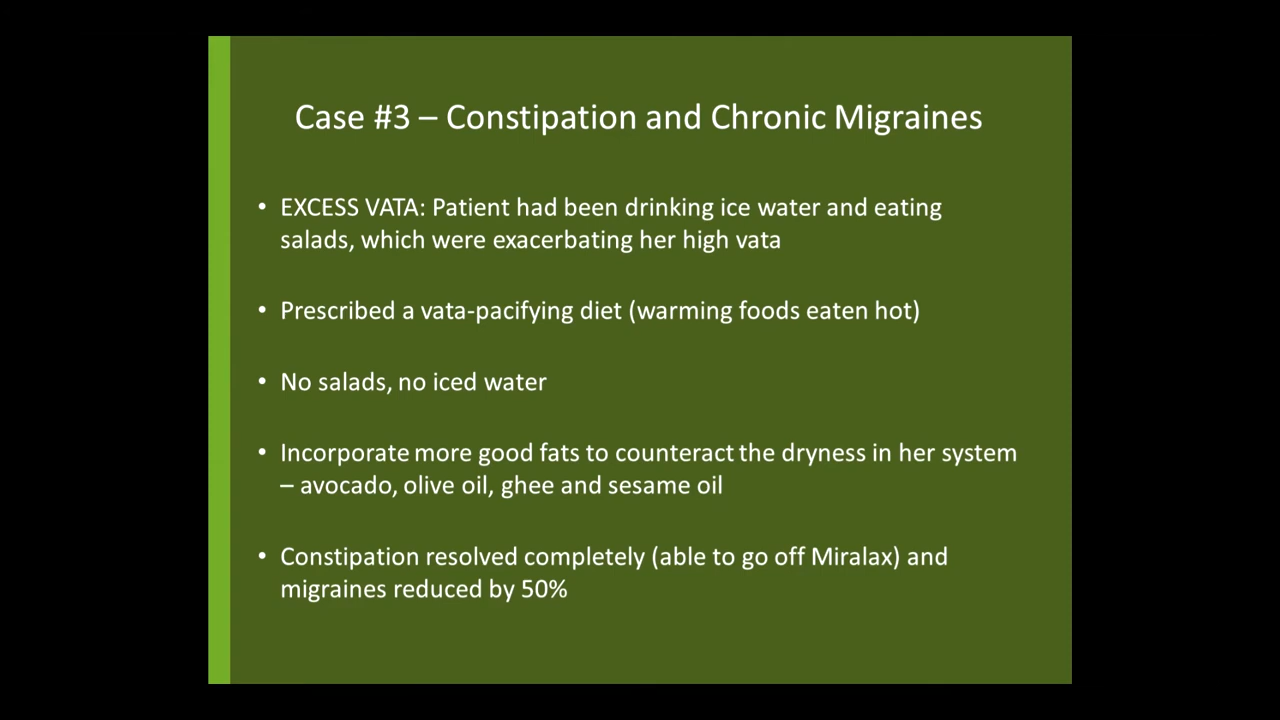 Case #3 – Constipation and Chronic Migraines
• EXCESS VATA: Patient had been drinking ice water and eating
salads, which were exacerbating her high vata
• Prescribed a vata-pacifying diet (warming foods eaten hot)
• No salads, no iced water
• Incorporate more good fats to counteract the dryness in her system
– avocado, olive oil, ghee and sesame oil
• Constipation resolved completely (able to go off Miralax) and
migraines reduced by 50%